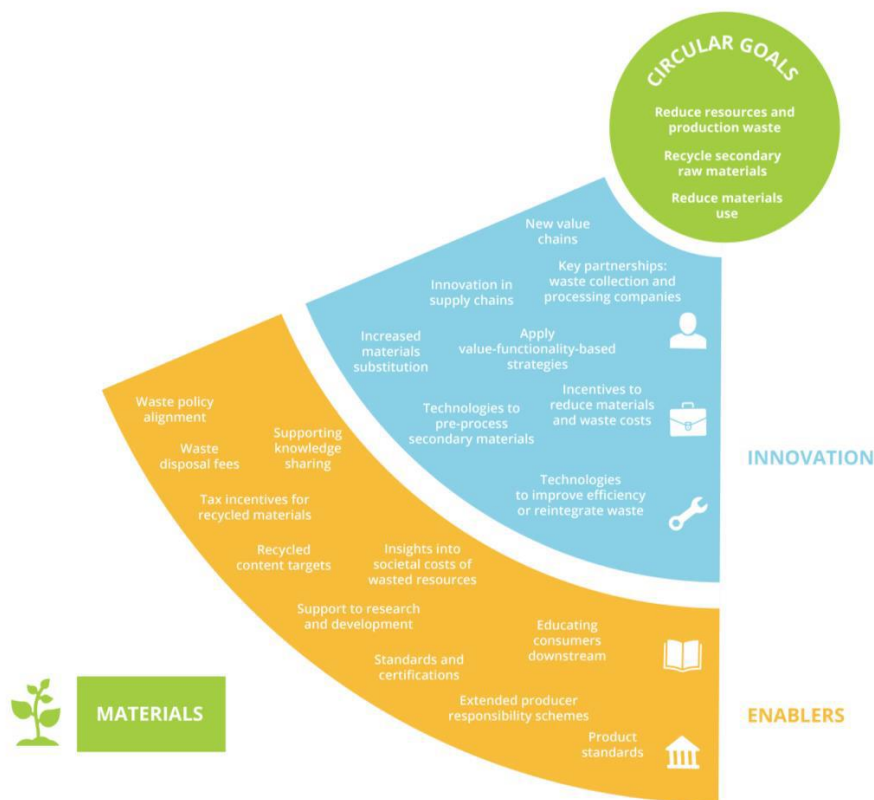 CIRCULAR GOALS
Reduce resources and
production waste
Recycle secondary
raw materials
Reduce materials
use
New value
chains
Key partnerships:
waste collection and
processing companies
Innovation in
supply chains
Increased
materials
substitution
Apply
value-functionality-based
strategies
Incentives to
reduce materials
and waste costs
Technologies to
pre-process
secondary materials
Technologies
to improve efficiency
or reintegrate waste
INNOVATION
Waste policy
alignment
Supporting
knowledge
sharing
Waste
disposal fees
Tax incentives for
recycled materials
Recycled
content targets
Insights into
societal costs of
wasted resources
Support to research
and development
Educating
consumers
downstream
Standards and
certifications
Extended producer
responsibility schemes
Product
standards
ENABLERS
MATERIALS